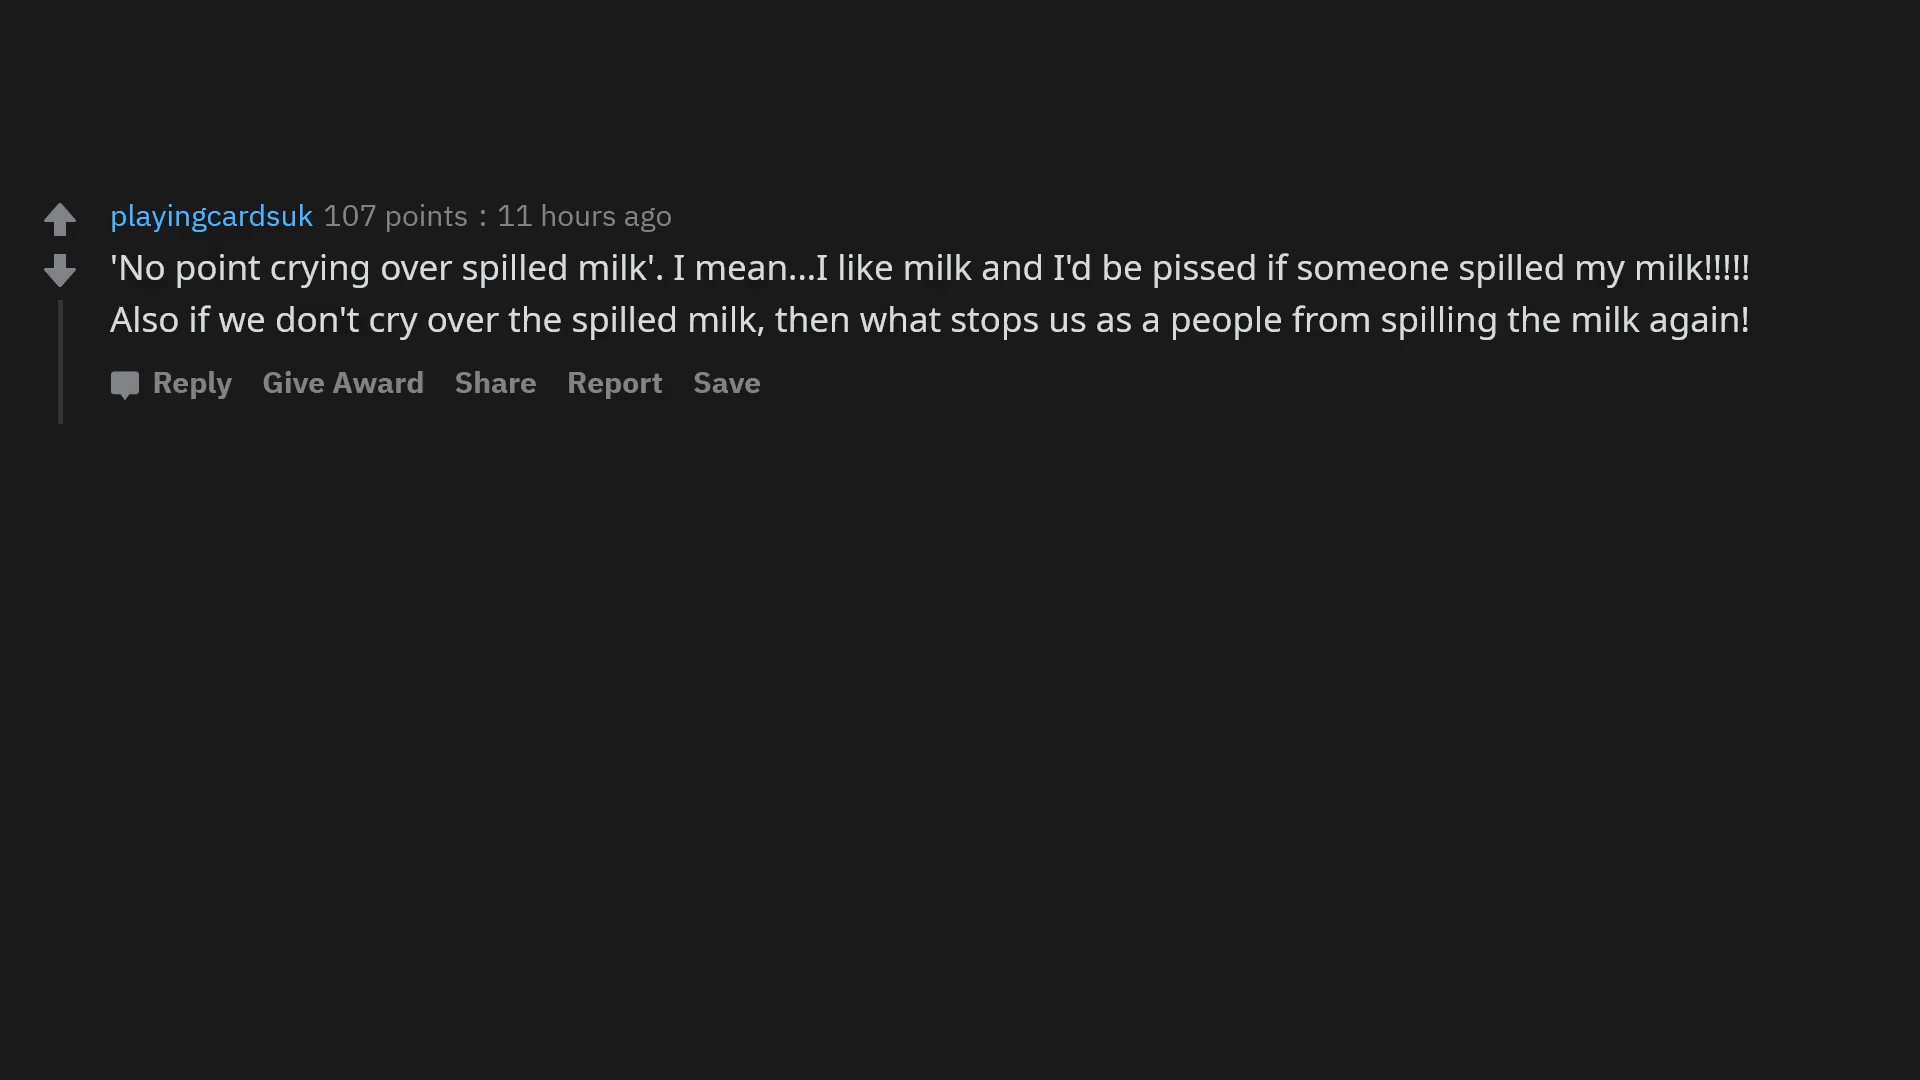 playingcardsuk 107 points : 11 hours ago
'No point crying over spilled milk'. I mean...I like milk and I'd be pissed if someone spilled my milk!!!!!
Also if we don't cry over the spilled milk, then what stops us as a people from spilling the milk again!
Reply Give Award Share Report Save